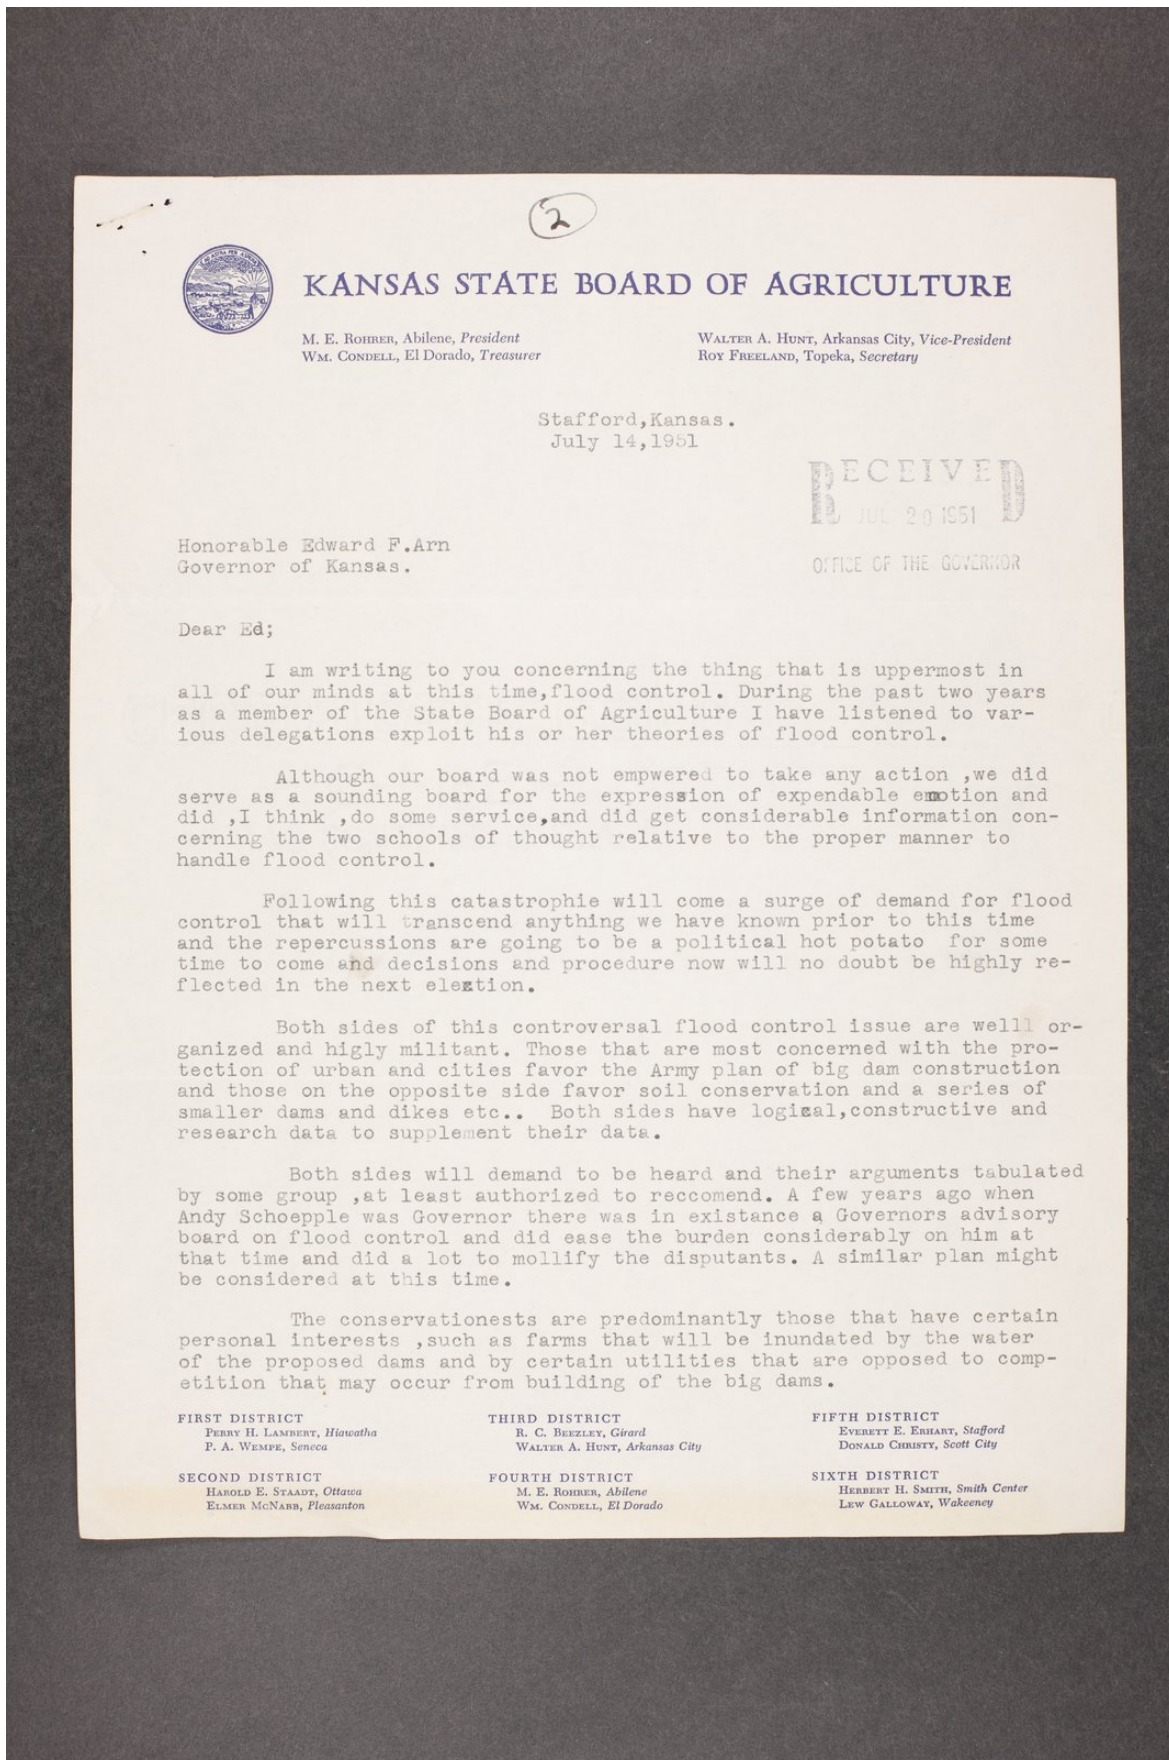 2
KANSAS STATE BOARD OF AGRICULTURE
M. E. ROHRER, Abilene, President
WM. CONDELL, El Dorado, Treasurer
WALTER A. HUNT, Arkansas City, Vice-President
ROY FREELAND, Topeka, Secretary
Stafford,Kansas.
July 14,1951
RECEIVED
JUL 20 1951
OFFICE OF THE GOVERNOR
Honorable Edward F.Arn
Governor of Kansas.
Dear Ed;
I am writing to you concerning the thing that is uppermost in
all of our minds at this time,flood control. During the past two years
as a member of the State Board of Agriculture I have listened to var-
ious delegations exploit his or her theories of flood control.
Although our board was not empwered to take any action ,we did
serve as a sounding board for the expression of expendable emotion and
did ,I think ,do some service,and did get considerable information con-
cerning the two schools of thought relative to the proper manner to
handle flood control.
Following this catastrophie will come a surge of demand for flood
control that will transcend anything we have known prior to this time
and the repercussions are going to be a political hot potato for some
time to come and decisions and procedure now will no doubt be highly re-
flected in the next election.
Both sides of this controversal flood control issue are welll or-
ganized and higly militant. Those that are most concerned with the pro-
tection of urban and cities favor the Army plan of big dam construction
and those on the opposite side favor soil conservation and a series of
smaller dams and dikes etc.. Both sides have logical,constructive and
research data to supplement their data.
Both sides will demand to be heard and their arguments tabulated
by some group ,at least authorized to reccomend. A few years ago when
Andy Schoepple was Governor there was in existance a Governors advisory
board on flood control and did ease the burden considerably on him at
that time and did a lot to mollify the disputants. A similar plan might
be considered at this time.
The conservationests are predominantly those that have certain
personal interests ,such as farms that will be inundated by the water
of the proposed dams and by certain utilities that are opposed to comp-
etition that may occur from building of the big dams.
FIRST DISTRICT
PERRY H. LAMBERT, Hiawatha
P. A. WEMPE, Seneca
SECOND DISTRICT
HAROLD E. STAADT, Ottawa
ELMER MCNABB, Pleasanton
THIRD DISTRICT
R. C. BEEZLEY, Girard
WALTER A. HUNT, Arkansas City
FOURTH DISTRICT
M. E. ROHRER, Abilene
WM. CONDELL, El Dorado
FIFTH DISTRICT
EVERETT E. ERHART, Stafford
DONALD CHRISTY, Scott City
SIXTH DISTRICT
HERBERT H. SMITH, Smith Center
LEW GALLOWAY, Wakeeney